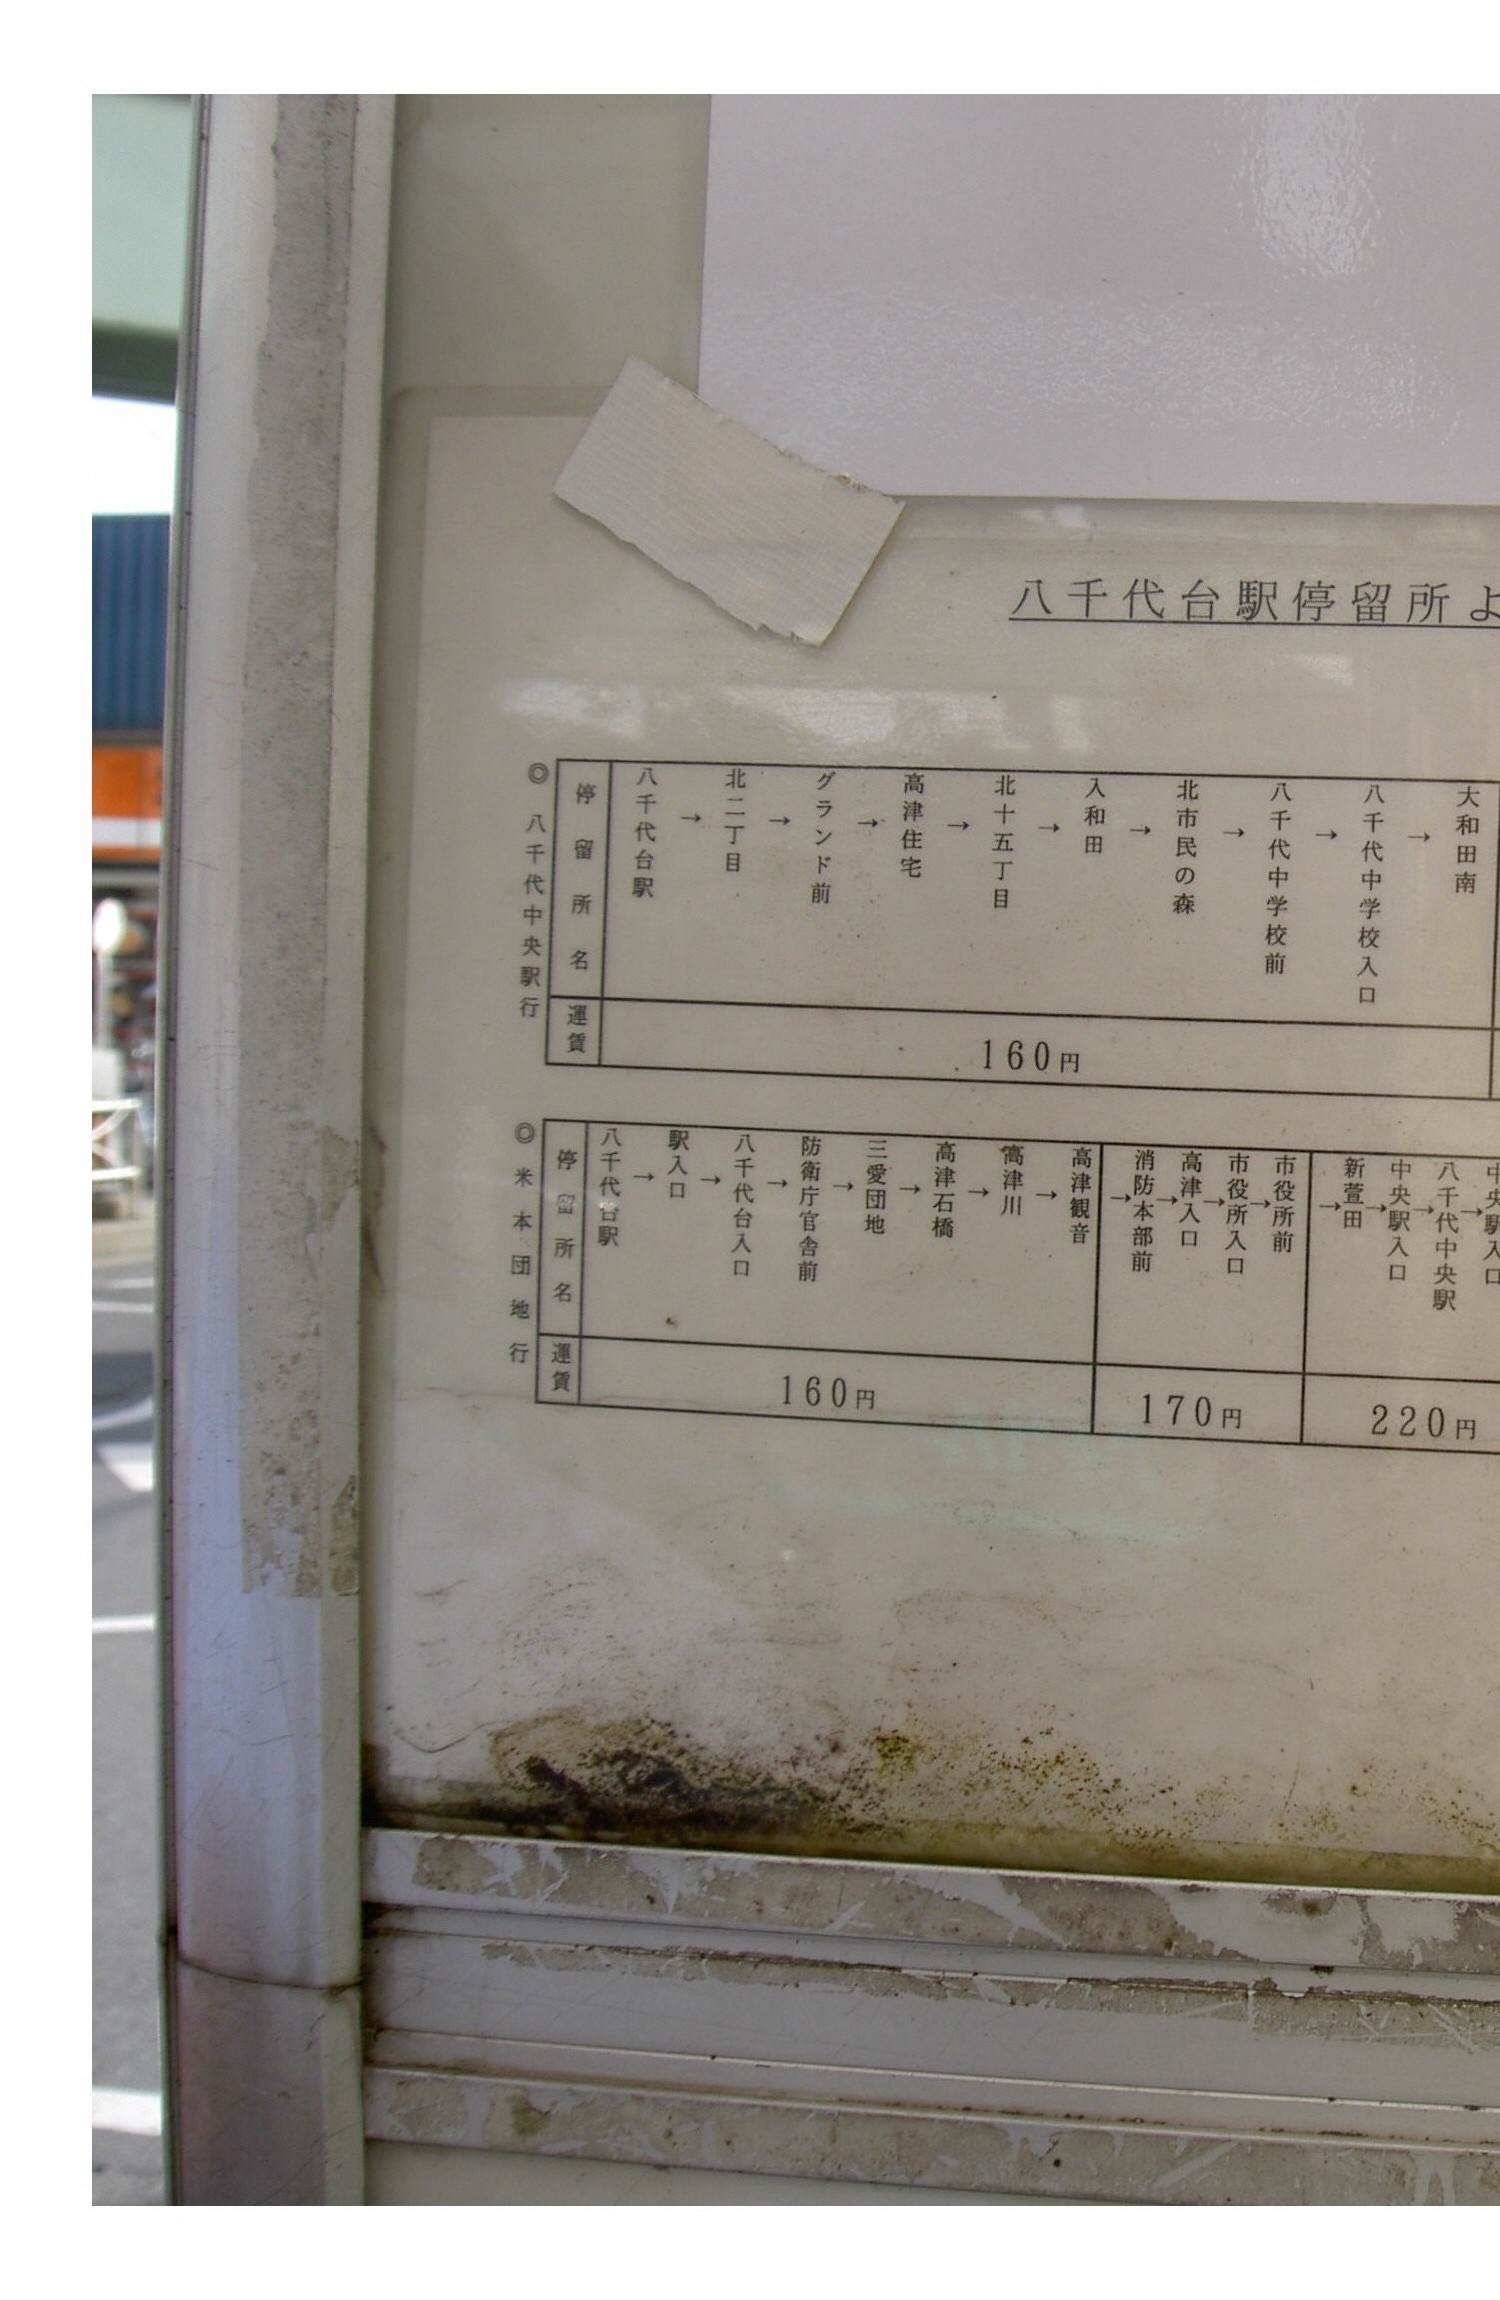 八千代台駅停留所よ
◎ 八千代中央駅行
停留所名
八千代台駅
→
北二丁目
→
グランド前
→
高津住宅
→
北十五丁目
→
入和田
→
北市民の森
→
八千代中学校前
→
八千代中学校入口
→
大和田南
運賃
160円
◎ 米本団地行
停留所名
八千代台駅
→
駅入口
→
八千代台入口
→
防衛庁官舎前
→
三愛団地
→
高津石橋
→
高津川
→
高津観音
→
消防本部前
→
高津入口
→
市役所入口
→
市役所前
→
新萱田
→
中央駅入口
→
八千代中央駅
→
中央駅入口
運賃
160円
170円
220円